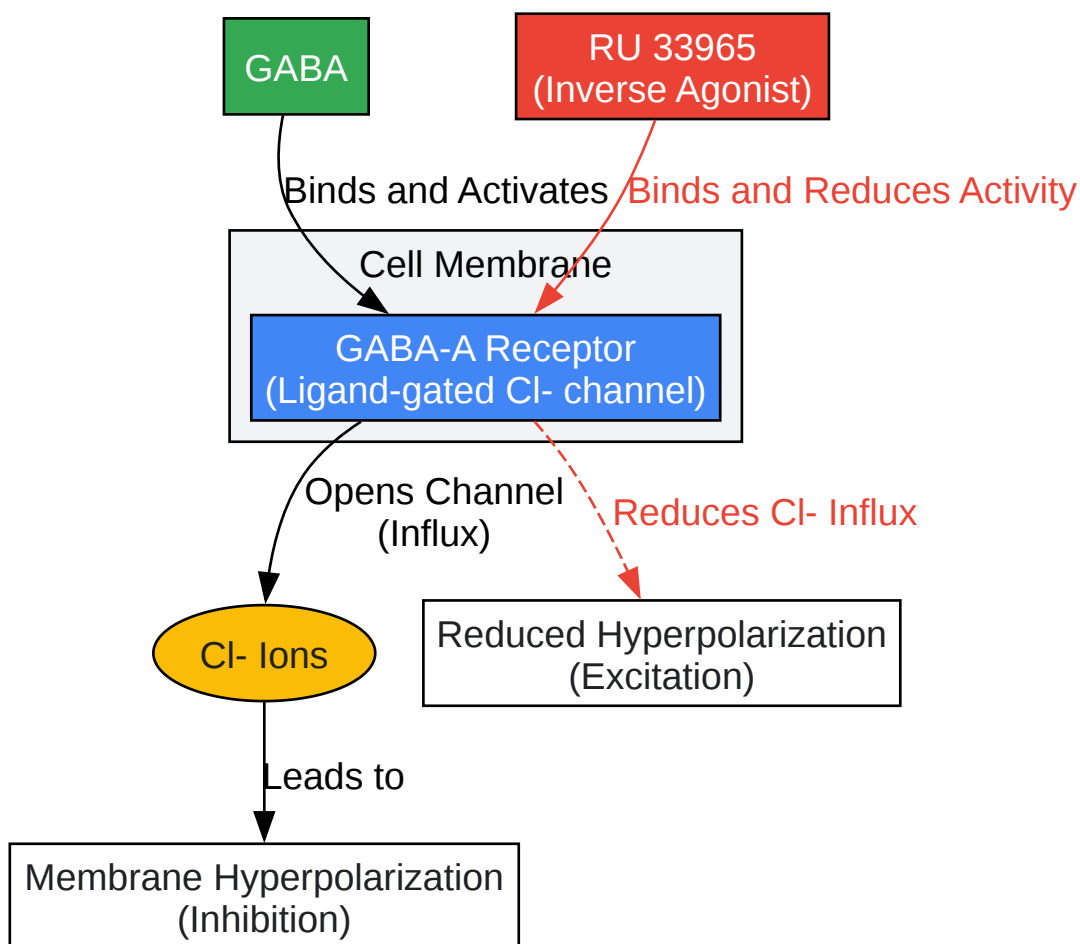 GABA
RU 33965
(Inverse Agonist)
Binds and Activates
Binds and Reduces Activity
Cell Membrane
GABA-A Receptor
(Ligand-gated Cl- channel)
Opens Channel
(Influx)
Reduces Cl- Influx
Cl- Ions
Reduced Hyperpolarization
(Excitation)
Leads to
Membrane Hyperpolarization
(Inhibition)